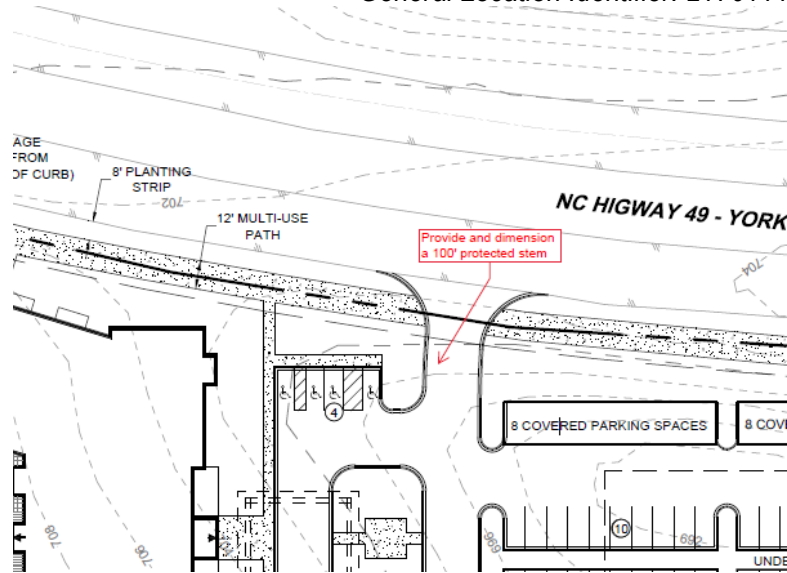 AGE
FROM
OF CURB)
8' PLANTING
STRIP
702
12' MULTI-USE
PATH
NC HIGWAY 49 - YORK
Provide and dimension
a 100' protected stem
704
4
8 COVERED PARKING SPACES
8 COVE
10
692
696
708
706
UNDE